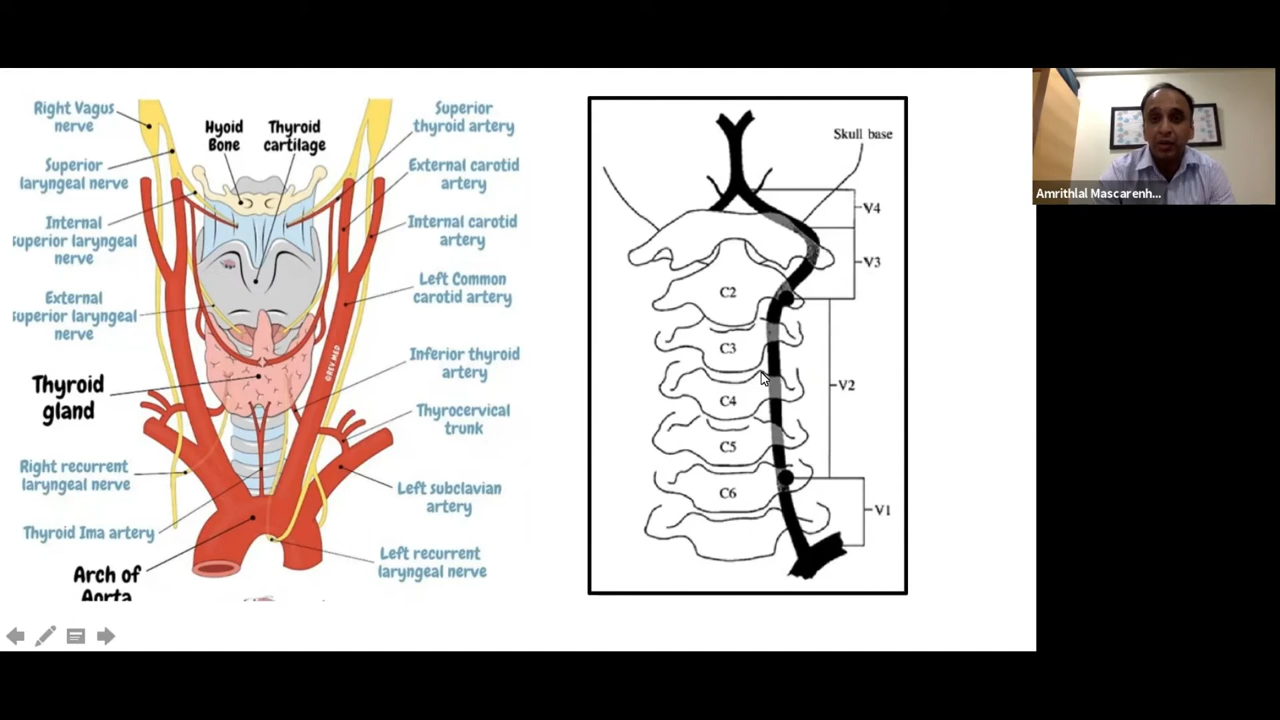 Right Vagus
nerve
Superior
laryngeal nerve
Internal
superior laryngeal
nerve
External
superior laryngeal
nerve
Thyroid
gland
Right recurrent
laryngeal nerve
Thyroid Ima artery
Arch of
Aorta
Hyoid
Bone
Thyroid
cartilage
Superior
thyroid artery
External carotid
artery
Internal carotid
artery
Left Common
carotid artery
©REV.MED
Inferior thyroid
artery
Thyrocervical
trunk
Left subclavian
artery
Left recurrent
laryngeal nerve
Skull base
V4
V3
C2
C3
C4
V2
C5
C6
V1
Amrithlal Mascarenh...